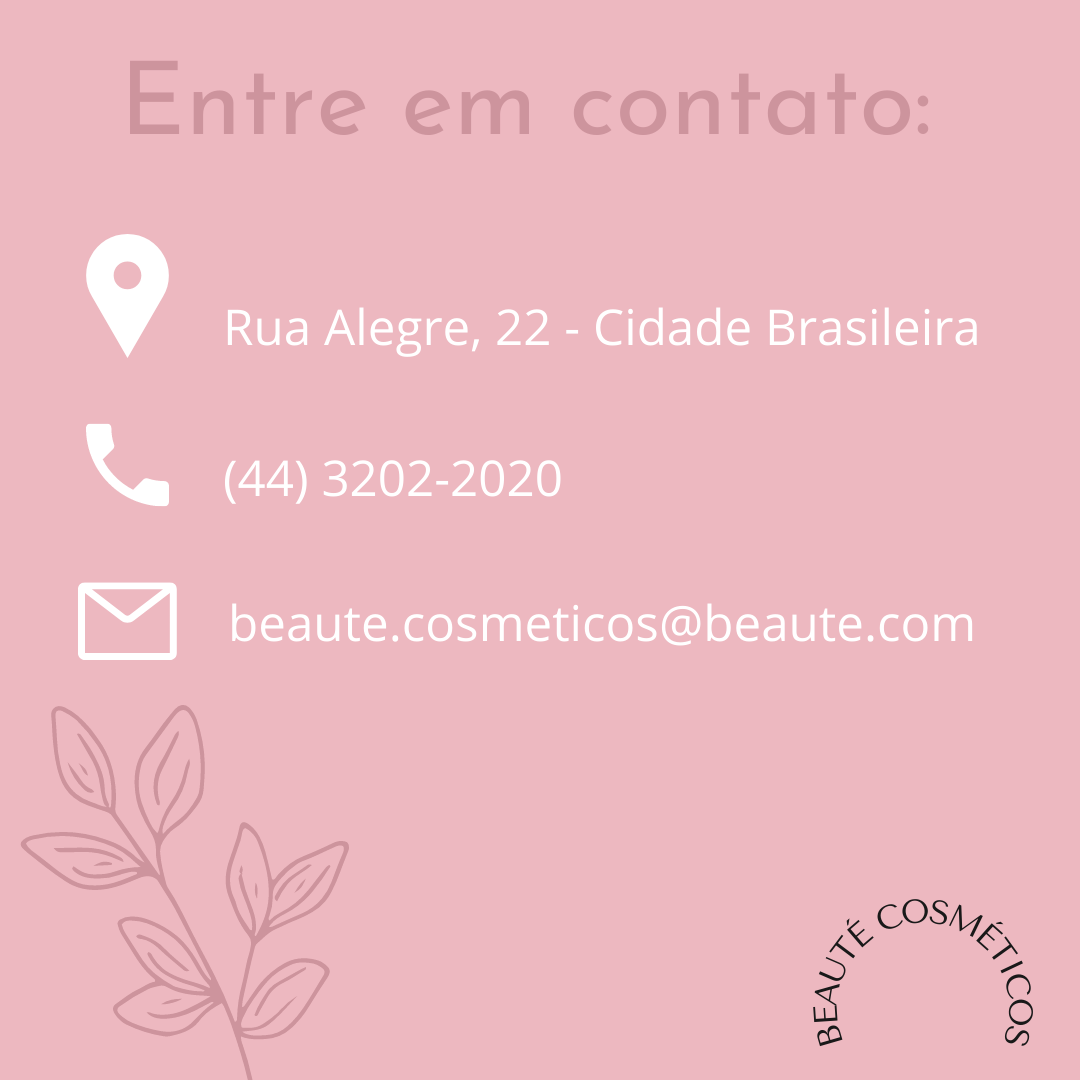 Entre em contato:
Rua Alegre, 22 - Cidade Brasileira
(44) 3202-2020
beaute.cosmeticos@beaute.com
BEAUTÉ COSMÉTICOS